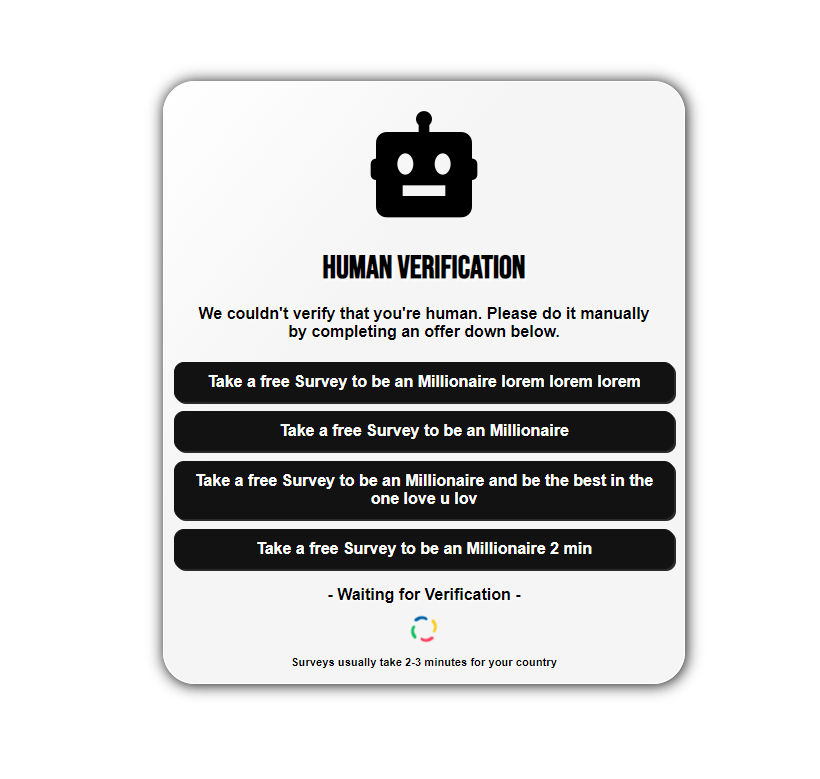 HUMAN VERIFICATION
We couldn't verify that you're human. Please do it manually
by completing an offer down below.
Take a free Survey to be an Millionaire lorem lorem lorem
Take a free Survey to be an Millionaire
Take a free Survey to be an Millionaire and be the best in the
one love u lov
Take a free Survey to be an Millionaire 2 min
- Waiting for Verification -
Surveys usually take 2-3 minutes for your country